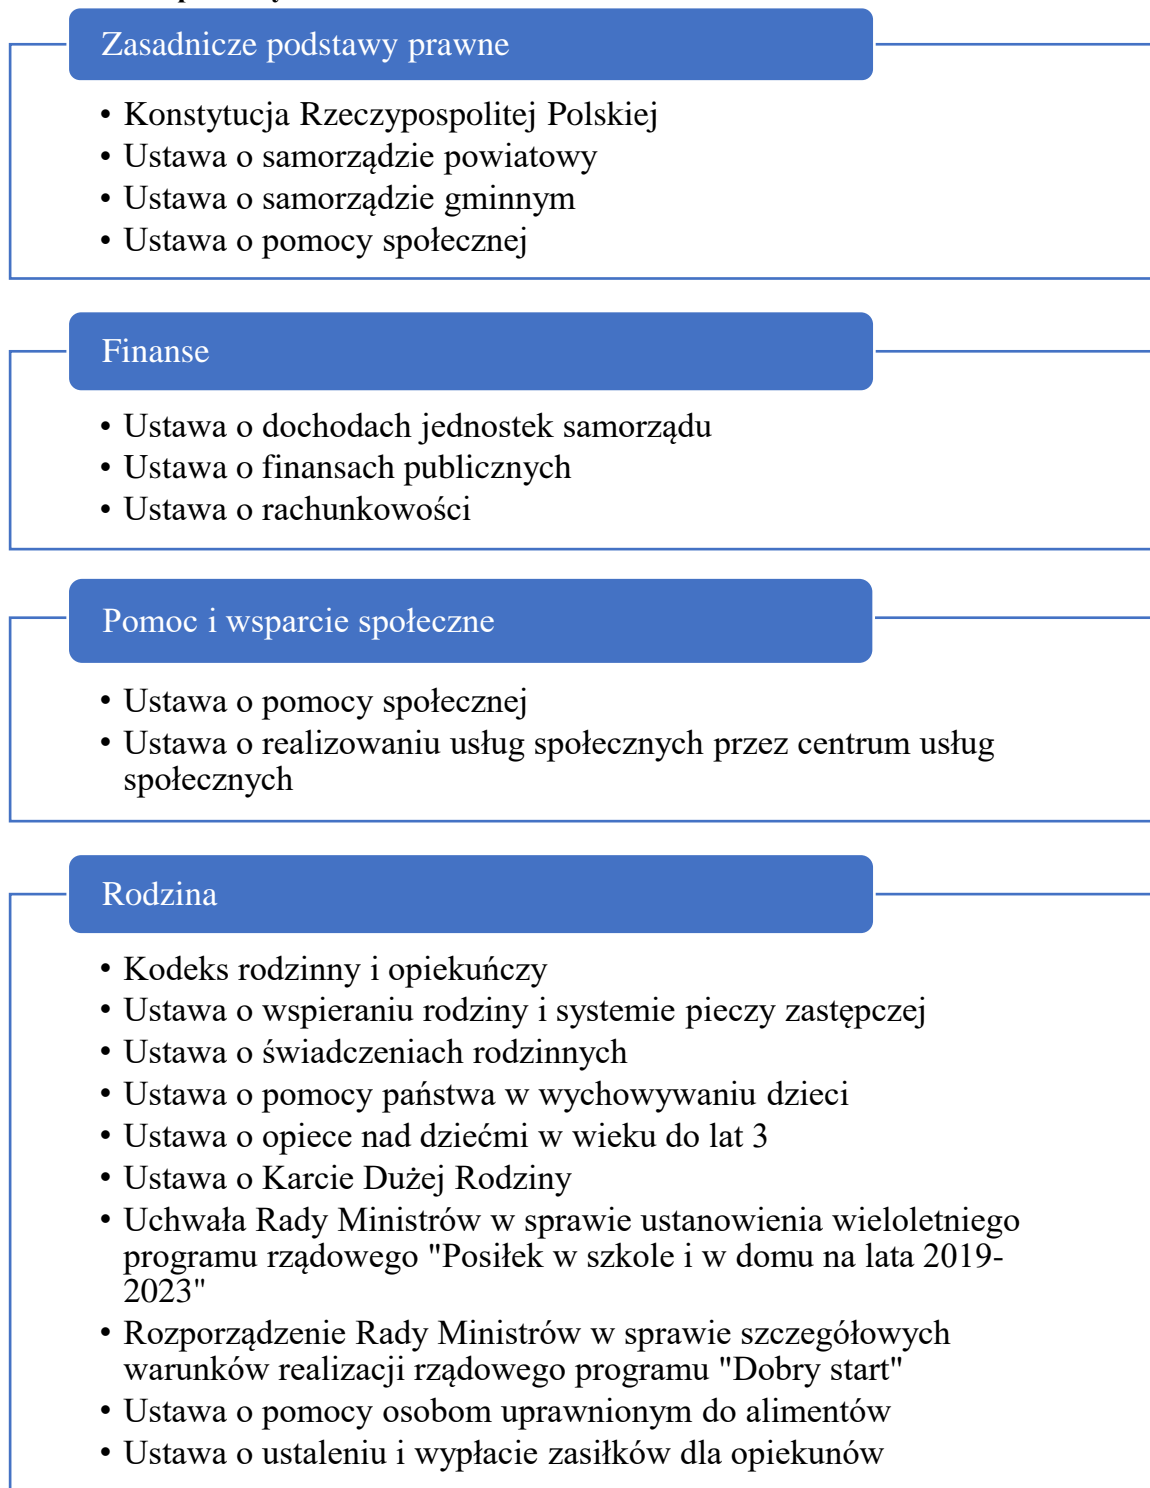 Zasadnicze podstawy prawne
• Konstytucja Rzeczypospolitej Polskiej
• Ustawa o samorządzie powiatowy
• Ustawa o samorządzie gminnym
• Ustawa o pomocy społecznej
Finanse
• Ustawa o dochodach jednostek samorządu
• Ustawa o finansach publicznych
• Ustawa o rachunkowości
Pomoc i wsparcie społeczne
• Ustawa o pomocy społecznej
• Ustawa o realizowaniu usług społecznych przez centrum usług
społecznych
Rodzina
• Kodeks rodzinny i opiekuńczy
• Ustawa o wspieraniu rodziny i systemie pieczy zastępczej
• Ustawa o świadczeniach rodzinnych
• Ustawa o pomocy państwa w wychowywaniu dzieci
• Ustawa o opiece nad dziećmi w wieku do lat 3
• Ustawa o Karcie Dużej Rodziny
• Uchwała Rady Ministrów w sprawie ustanowienia wieloletniego
programu rządowego "Posiłek w szkole i w domu na lata 2019-
2023"
• Rozporządzenie Rady Ministrów w sprawie szczegółowych
warunków realizacji rządowego programu "Dobry start"
• Ustawa o pomocy osobom uprawnionym do alimentów
• Ustawa o ustaleniu i wypłacie zasiłków dla opiekunów